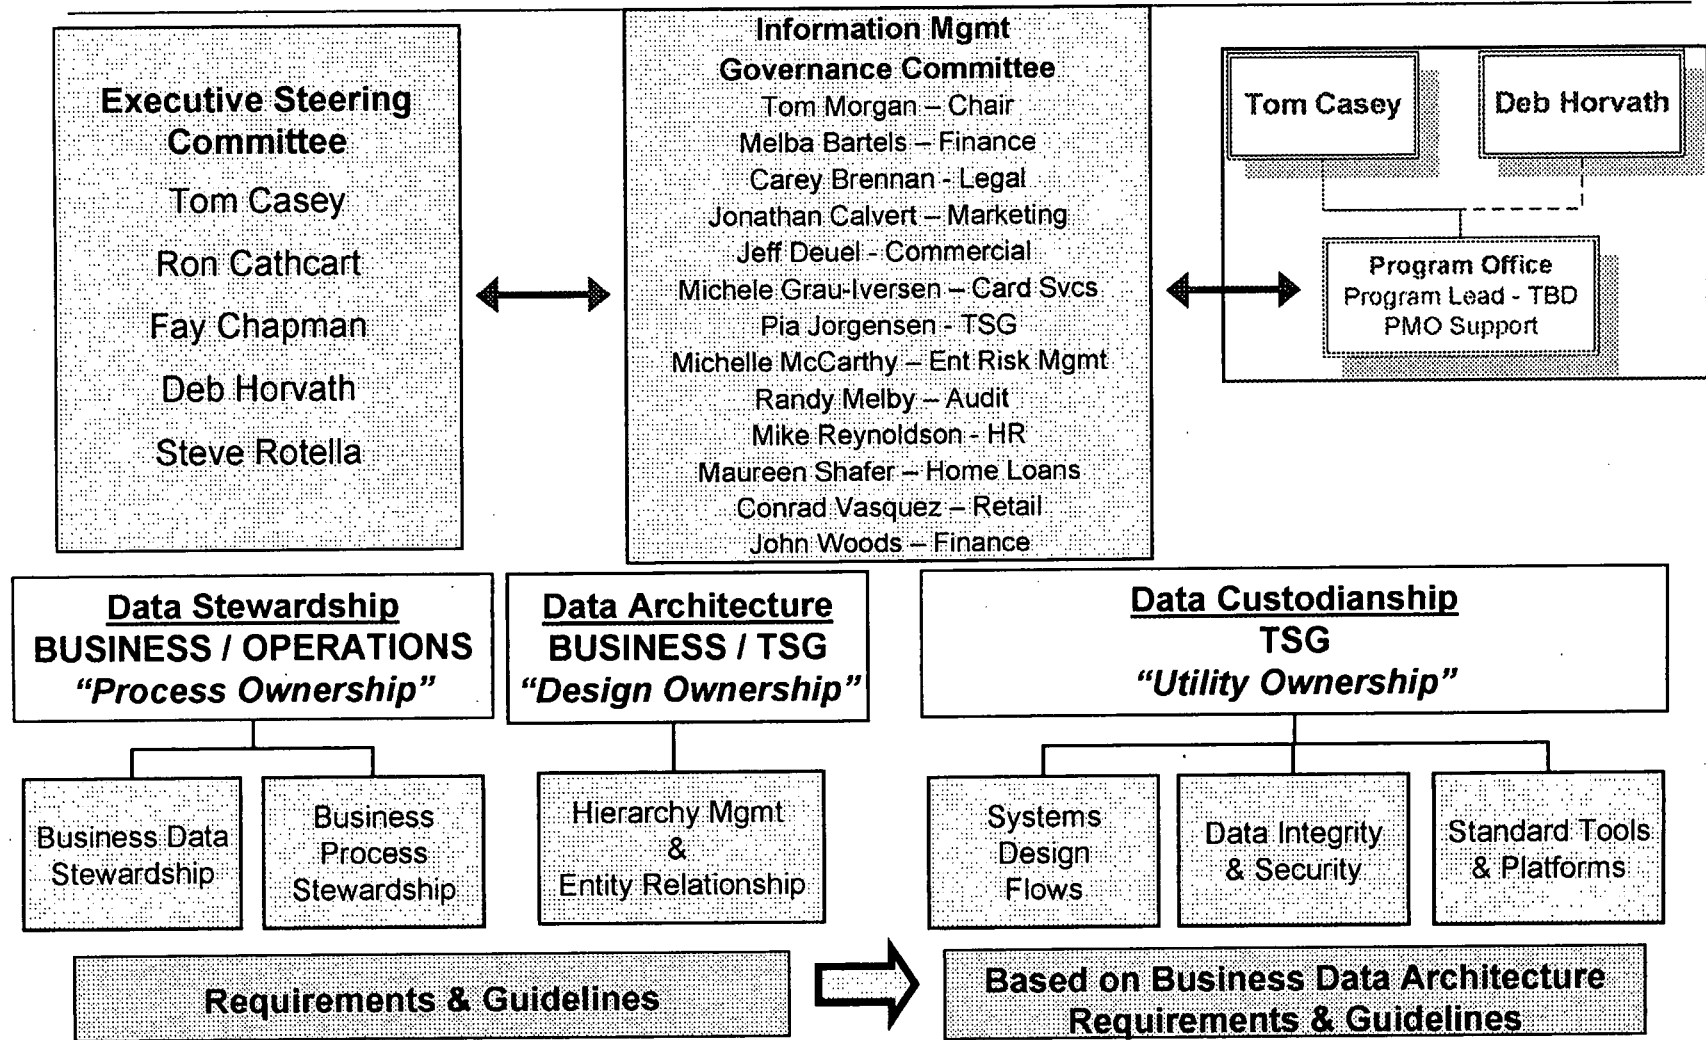 Executive Steering
Committee
Tom Casey
Ron Cathcart
Fay Chapman
Deb Horvath
Steve Rotella
Information Mgmt
Governance Committee
Tom Morgan – Chair
Melba Bartels – Finance
Carey Brennan - Legal
Jonathan Calvert – Marketing
Jeff Deuel - Commercial
Michele Grau-Iversen – Card Svcs
Pia Jorgensen - TSG
Michelle McCarthy – Ent Risk Mgmt
Randy Melby – Audit
Mike Reynoldson - HR
Maureen Shafer – Home Loans
Conrad Vasquez – Retail
John Woods – Finance
Tom Casey
Deb Horvath
Program Office
Program Lead - TBD
PMO Support
Data Stewardship
BUSINESS / OPERATIONS
“Process Ownership”
Data Architecture
BUSINESS / TSG
“Design Ownership”
Data Custodianship
TSG
“Utility Ownership”
Business Data
Stewardship
Business
Process
Stewardship
Hierarchy Mgmt
&
Entity Relationship
Systems
Design
Flows
Data Integrity
& Security
Standard Tools
& Platforms
Requirements & Guidelines
Based on Business Data Architecture
Requirements & Guidelines